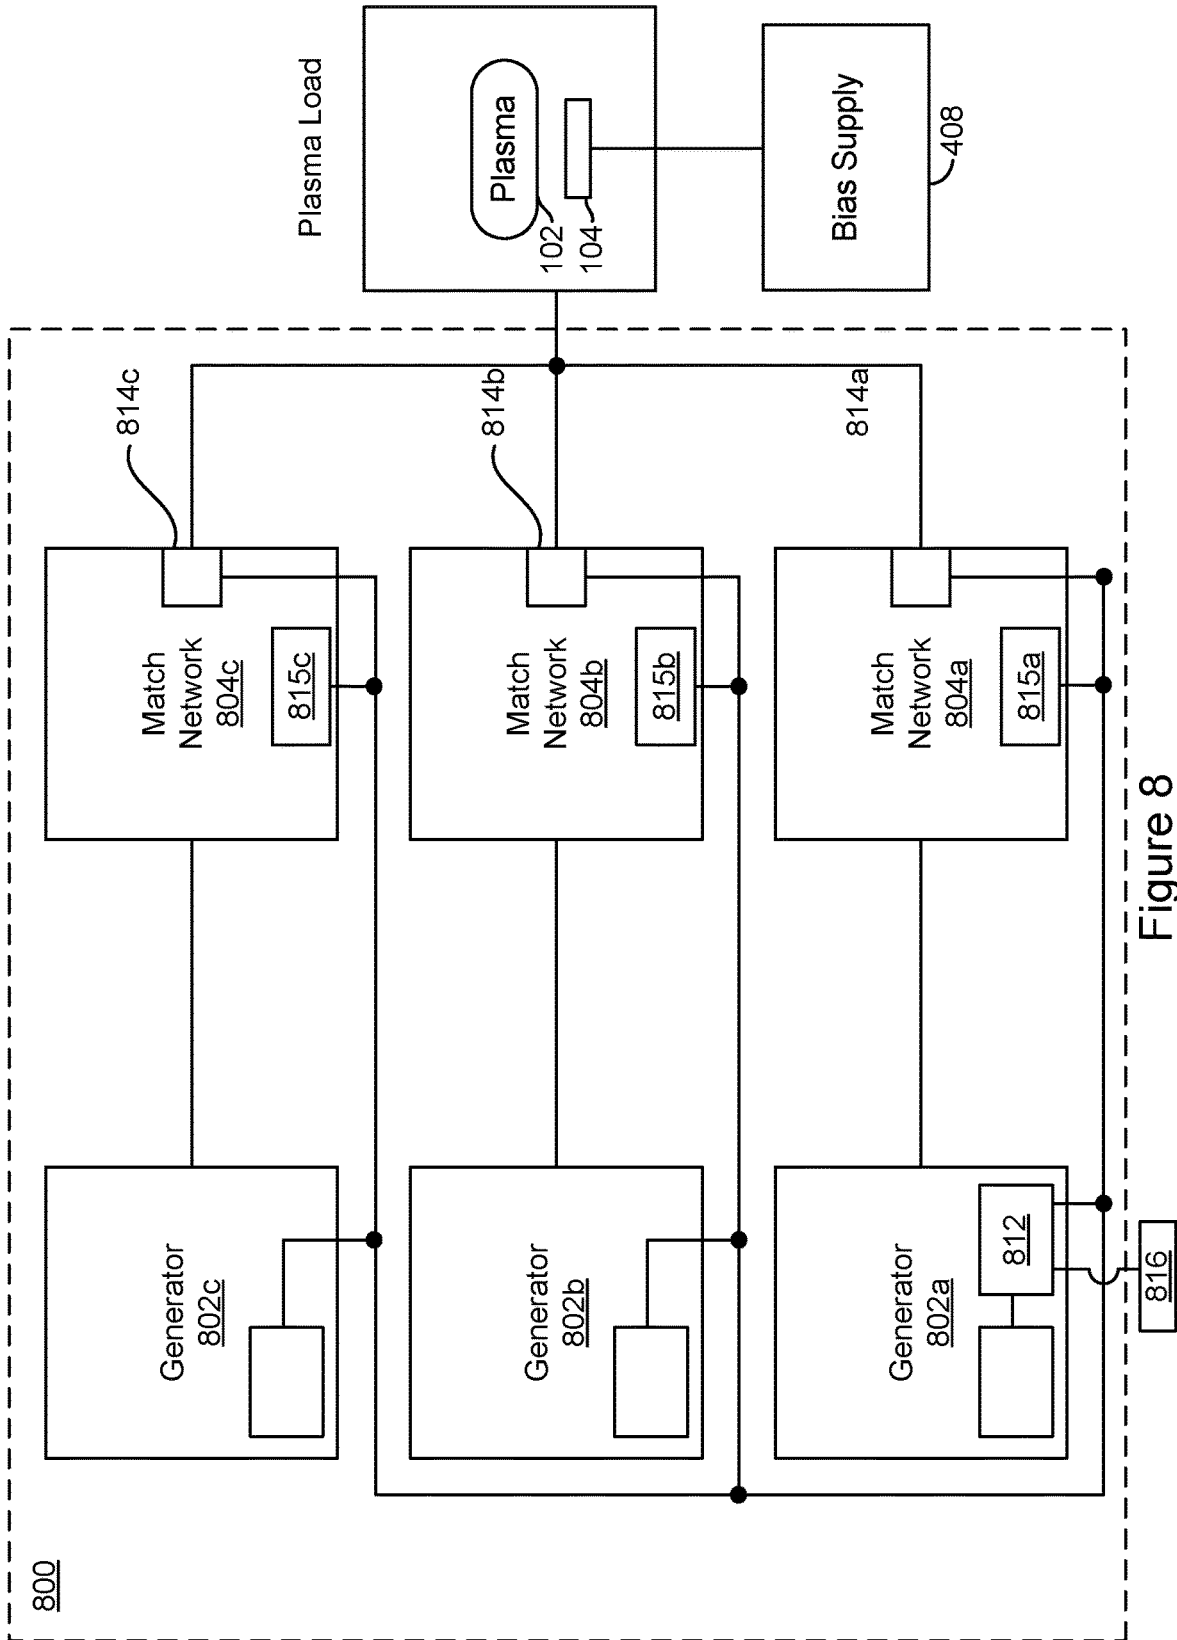 800
Generator
802c
Match
Network
804c
815c
814c
Plasma Load
Plasma
102
104
Generator
802b
Match
Network
804b
815b
814b
Bias Supply
408
Generator
802a
812
816
Match
Network
804a
815a
814a
Figure 8